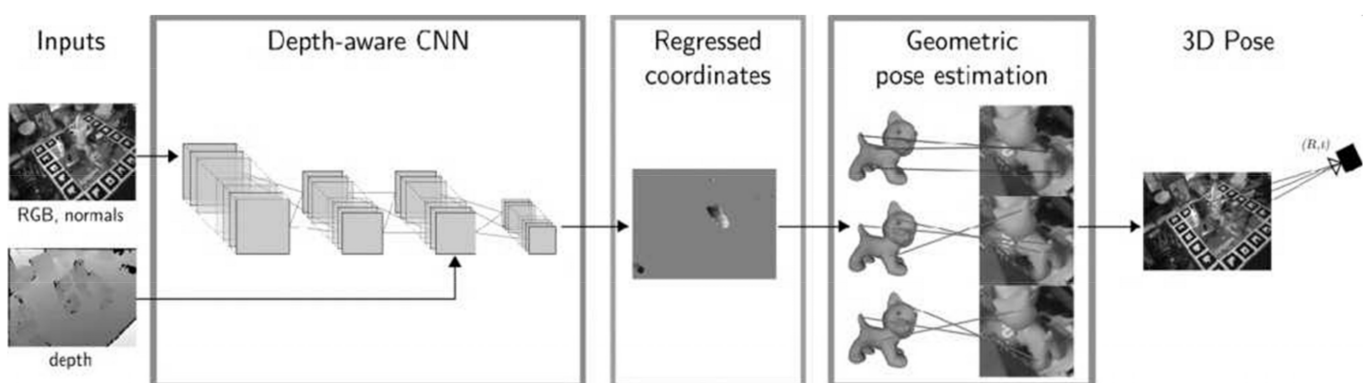 Inputs
Depth-aware CNN
Regressed
coordinates
Geometric
pose estimation
3D Pose
RGB, normals
depth
(R,t)